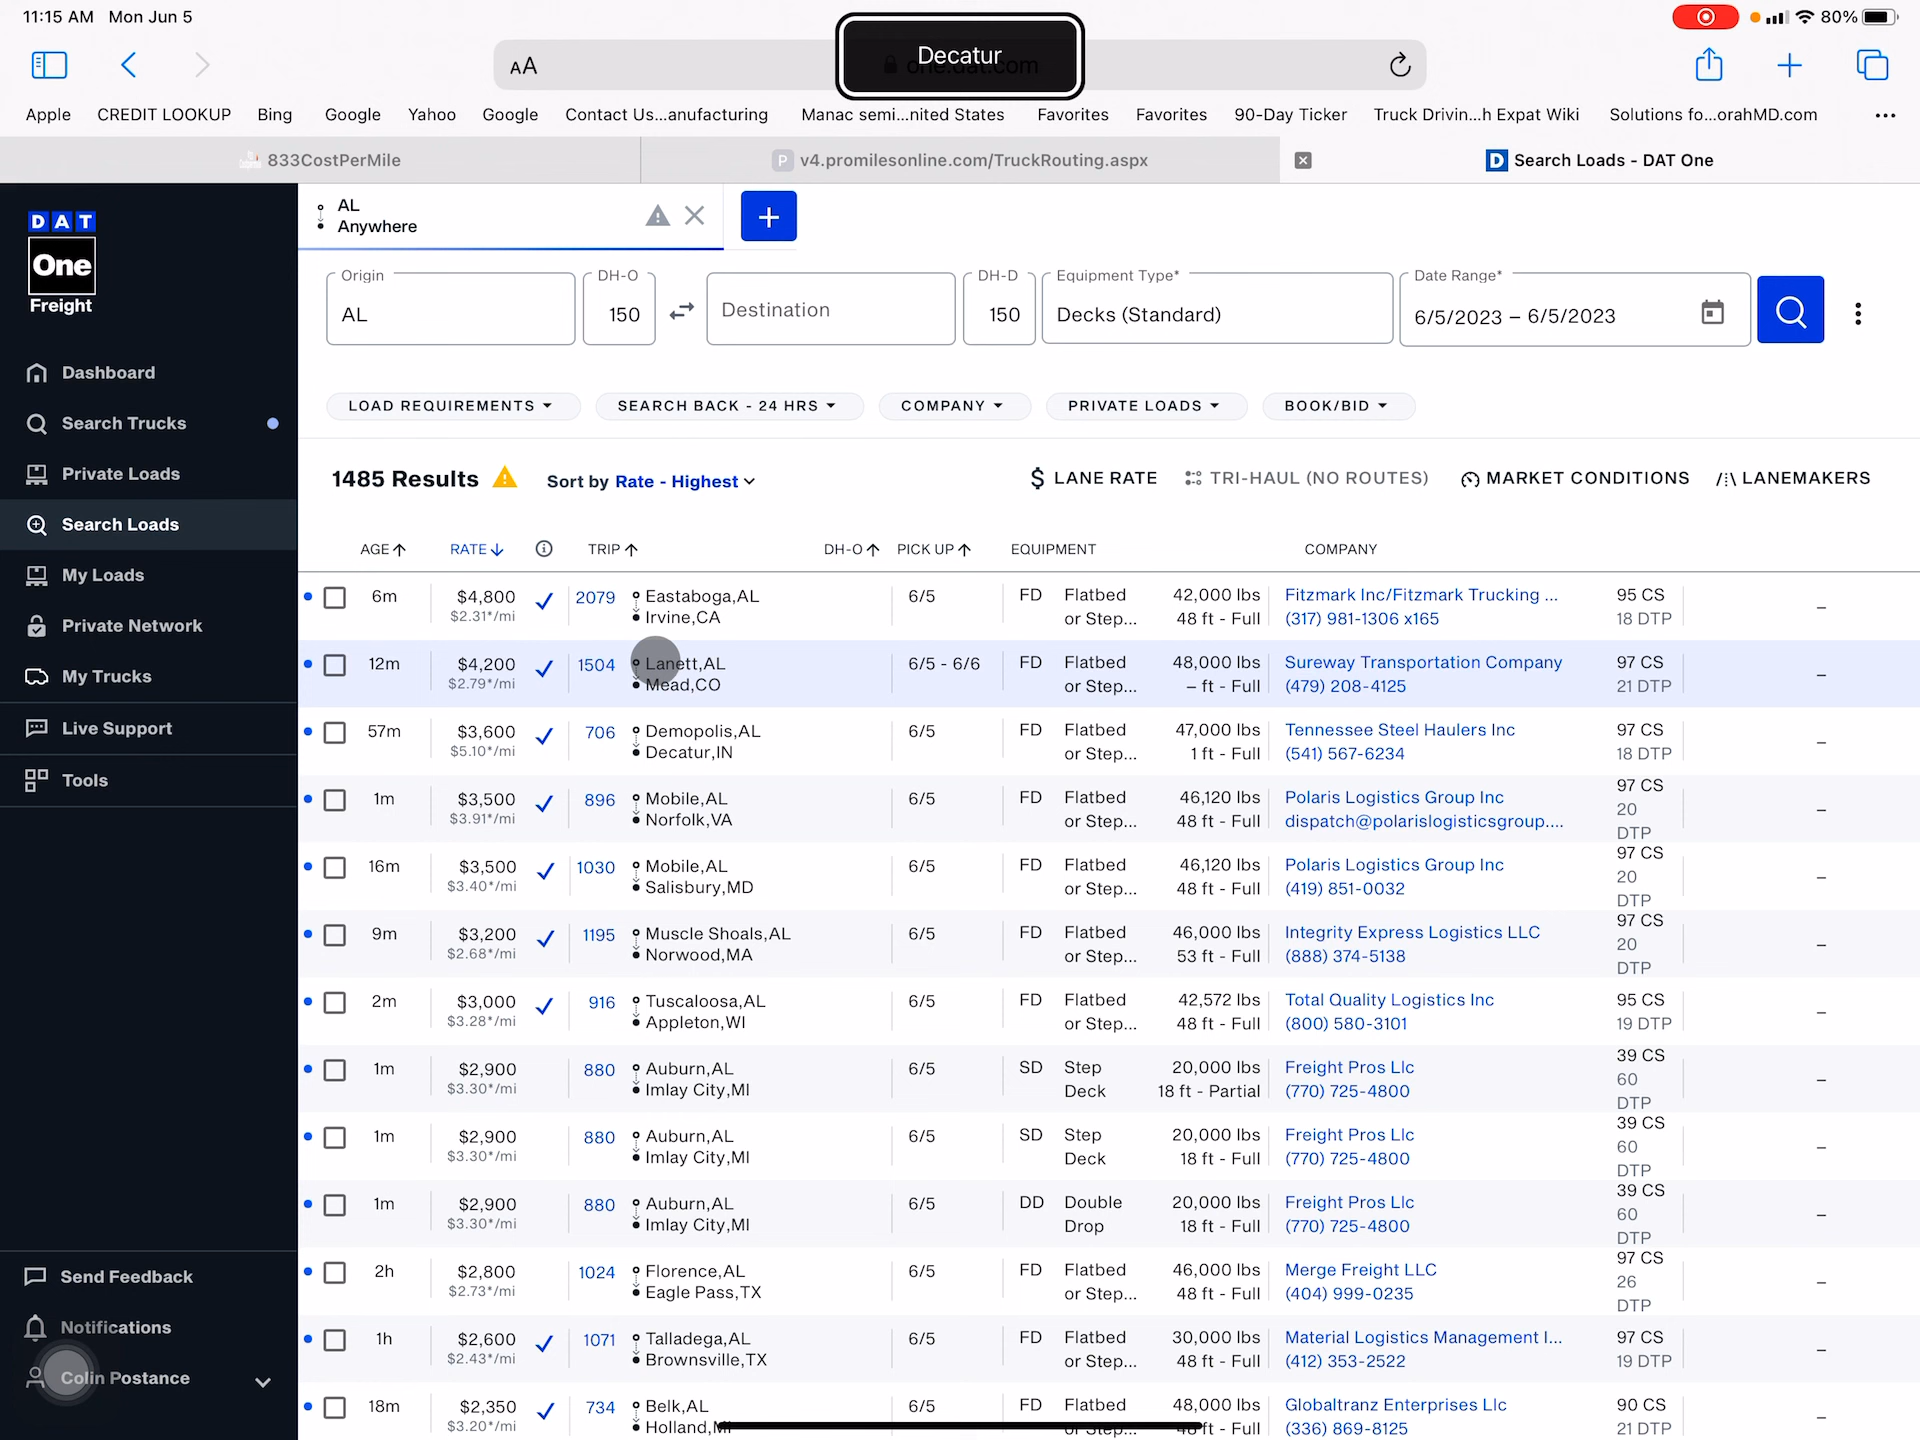 11:15 AM Mon Jun 5
80%
AA
Decatur
Apple CREDIT LOOKUP Bing Google Yahoo Google Contact Us...anufacturing Manac semi...nited States Favorites Favorites 90-Day Ticker Truck Drivin...h Expat Wiki Solutions fo...orahMD.com ...
833CostPerMile
P v4.promilesonline.com/TruckRouting.aspx
D Search Loads - DAT One
DAT
One
Freight
Dashboard
Search Trucks
Private Loads
Search Loads
My Loads
Private Network
My Trucks
Live Support
Tools
Send Feedback
Notifications
Colin Postance
AL
Anywhere
Origin DH-O DH-D Equipment Type* Date Range*
AL 150 Destination 150 Decks (Standard) 6/5/2023 – 6/5/2023
LOAD REQUIREMENTS SEARCH BACK - 24 HRS COMPANY PRIVATE LOADS BOOK/BID
1485 Results Sort by Rate - Highest $ LANE RATE TRI-HAUL (NO ROUTES) MARKET CONDITIONS LANEMAKERS
AGE RATE TRIP DH-O PICK UP EQUIPMENT COMPANY
6m $4,800 2079 Eastaboga,AL 6/5 FD Flatbed 42,000 lbs Fitzmark Inc/Fitzmark Trucking ... 95 CS –
$2.31*/mi Irvine,CA or Step... 48 ft - Full (317) 981-1306 x165 18 DTP
12m $4,200 1504 Lanett,AL 6/5 - 6/6 FD Flatbed 48,000 lbs Sureway Transportation Company 97 CS –
$2.79*/mi Mead,CO or Step... – ft - Full (479) 208-4125 21 DTP
57m $3,600 706 Demopolis,AL 6/5 FD Flatbed 47,000 lbs Tennessee Steel Haulers Inc 97 CS –
$5.10*/mi Decatur,IN or Step... 1 ft - Full (541) 567-6234 18 DTP
1m $3,500 896 Mobile,AL 6/5 FD Flatbed 46,120 lbs Polaris Logistics Group Inc 97 CS –
$3.91*/mi Norfolk,VA or Step... 48 ft - Full dispatch@polarislogisticsgroup.... 20
DTP
16m $3,500 1030 Mobile,AL 6/5 FD Flatbed 46,120 lbs Polaris Logistics Group Inc 97 CS –
$3.40*/mi Salisbury,MD or Step... 48 ft - Full (419) 851-0032 20
DTP
9m $3,200 1195 Muscle Shoals,AL 6/5 FD Flatbed 46,000 lbs Integrity Express Logistics LLC 97 CS –
$2.68*/mi Norwood,MA or Step... 53 ft - Full (888) 374-5138 20
DTP
2m $3,000 916 Tuscaloosa,AL 6/5 FD Flatbed 42,572 lbs Total Quality Logistics Inc 95 CS –
$3.28*/mi Appleton,WI or Step... 48 ft - Full (800) 580-3101 19 DTP
1m $2,900 880 Auburn,AL 6/5 SD Step 20,000 lbs Freight Pros Llc 39 CS –
$3.30*/mi Imlay City,MI Deck 18 ft - Partial (770) 725-4800 60
DTP
1m $2,900 880 Auburn,AL 6/5 SD Step 20,000 lbs Freight Pros Llc 39 CS –
$3.30*/mi Imlay City,MI Deck 18 ft - Full (770) 725-4800 60
DTP
1m $2,900 880 Auburn,AL 6/5 DD Double 20,000 lbs Freight Pros Llc 39 CS –
$3.30*/mi Imlay City,MI Drop 18 ft - Full (770) 725-4800 60
DTP
2h $2,800 1024 Florence,AL 6/5 FD Flatbed 46,000 lbs Merge Freight LLC 97 CS –
$2.73*/mi Eagle Pass,TX or Step... 48 ft - Full (404) 999-0235 26
DTP
1h $2,600 1071 Talladega,AL 6/5 FD Flatbed 30,000 lbs Material Logistics Management I... 97 CS –
$2.43*/mi Brownsville,TX or Step... 48 ft - Full (412) 353-2522 19 DTP
18m $2,350 734 Belk,AL 6/5 FD Flatbed 48,000 lbs Globaltranz Enterprises Llc 90 CS –
$3.20*/mi Holland,MI or Step... 48 ft - Full (336) 869-8125 21 DTP